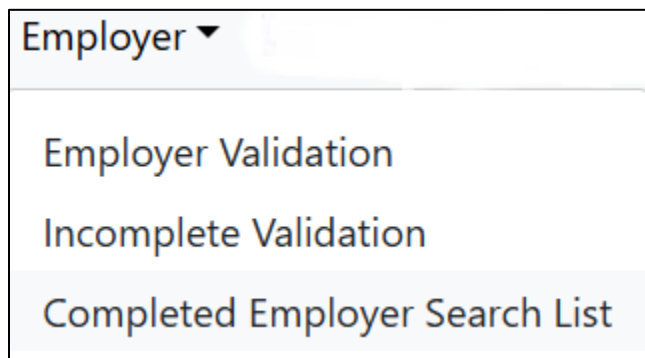 Employer
Employer Validation
Incomplete Validation
Completed Employer Search List